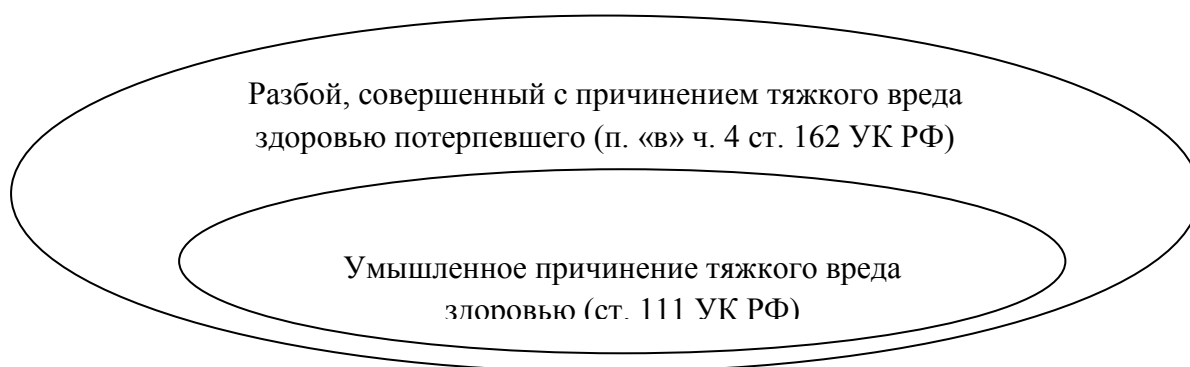 Разбой, совершенный с причинением тяжкого вреда
здоровью потерпевшего (п. «в» ч. 4 ст. 162 УК РФ)
Умышленное причинение тяжкого вреда
здоровью (ст. 111 УК РФ)